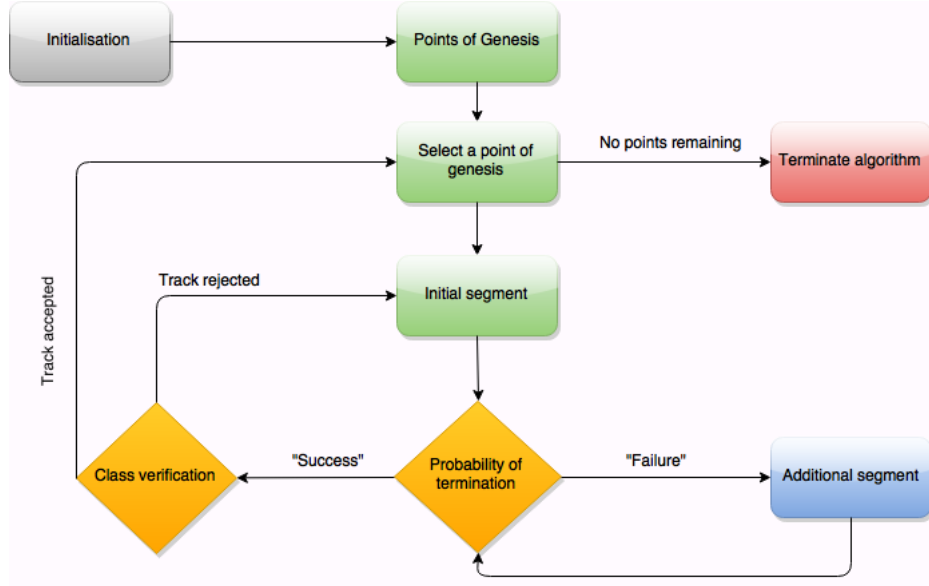 Initialisation
Points of Genesis
Select a point of
genesis
No points remaining
Terminate algorithm
Track accepted
Track rejected
Initial segment
Class verification
"Success"
Probability of
termination
"Failure"
Additional segment